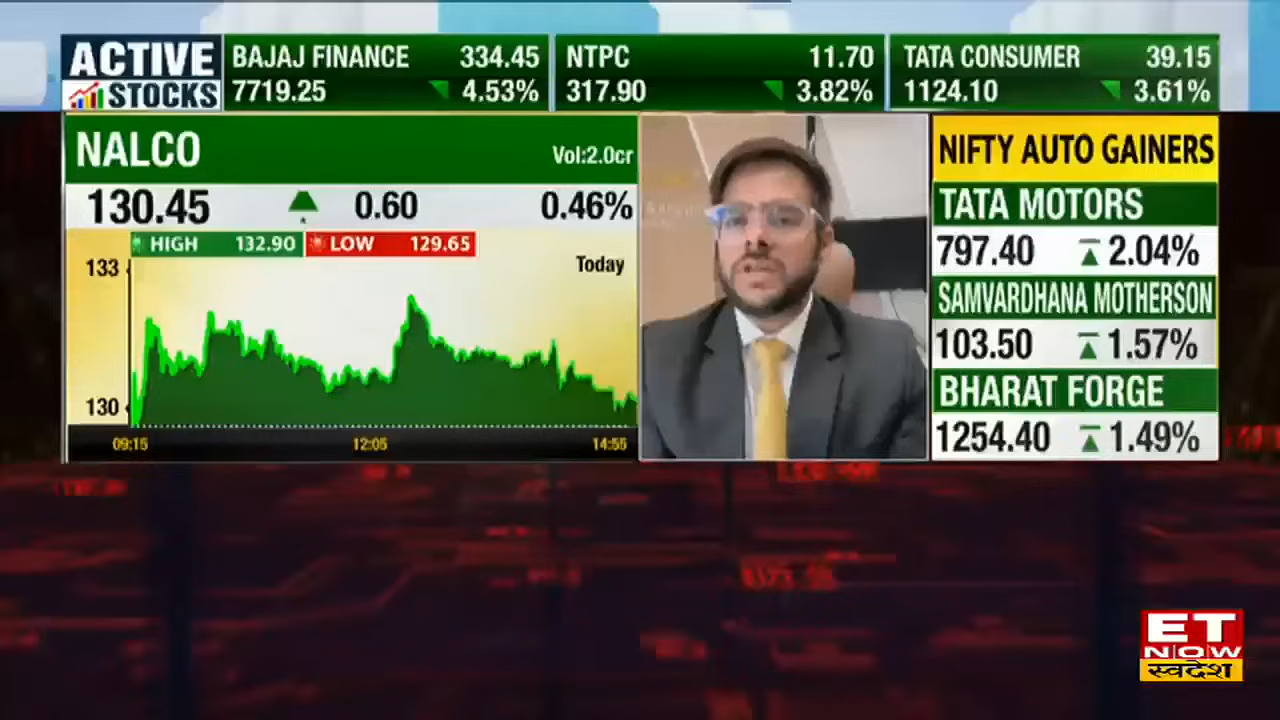 ACTIVE
STOCKS
BAJAJ FINANCE 334.45
7719.25 4.53%
NTPC 11.70
317.90 3.82%
TATA CONSUMER 39.15
1124.10 3.61%
NALCO Vol:2.0cr
130.45 0.60 0.46%
HIGH 132.90 LOW 129.65
133
Today
130
09:15 12:05 14:55
NIFTY AUTO GAINERS
TATA MOTORS
797.40 2.04%
SAMVARDHANA MOTHERSON
103.50 1.57%
BHARAT FORGE
1254.40 1.49%
ET
NOW
स्वदेश